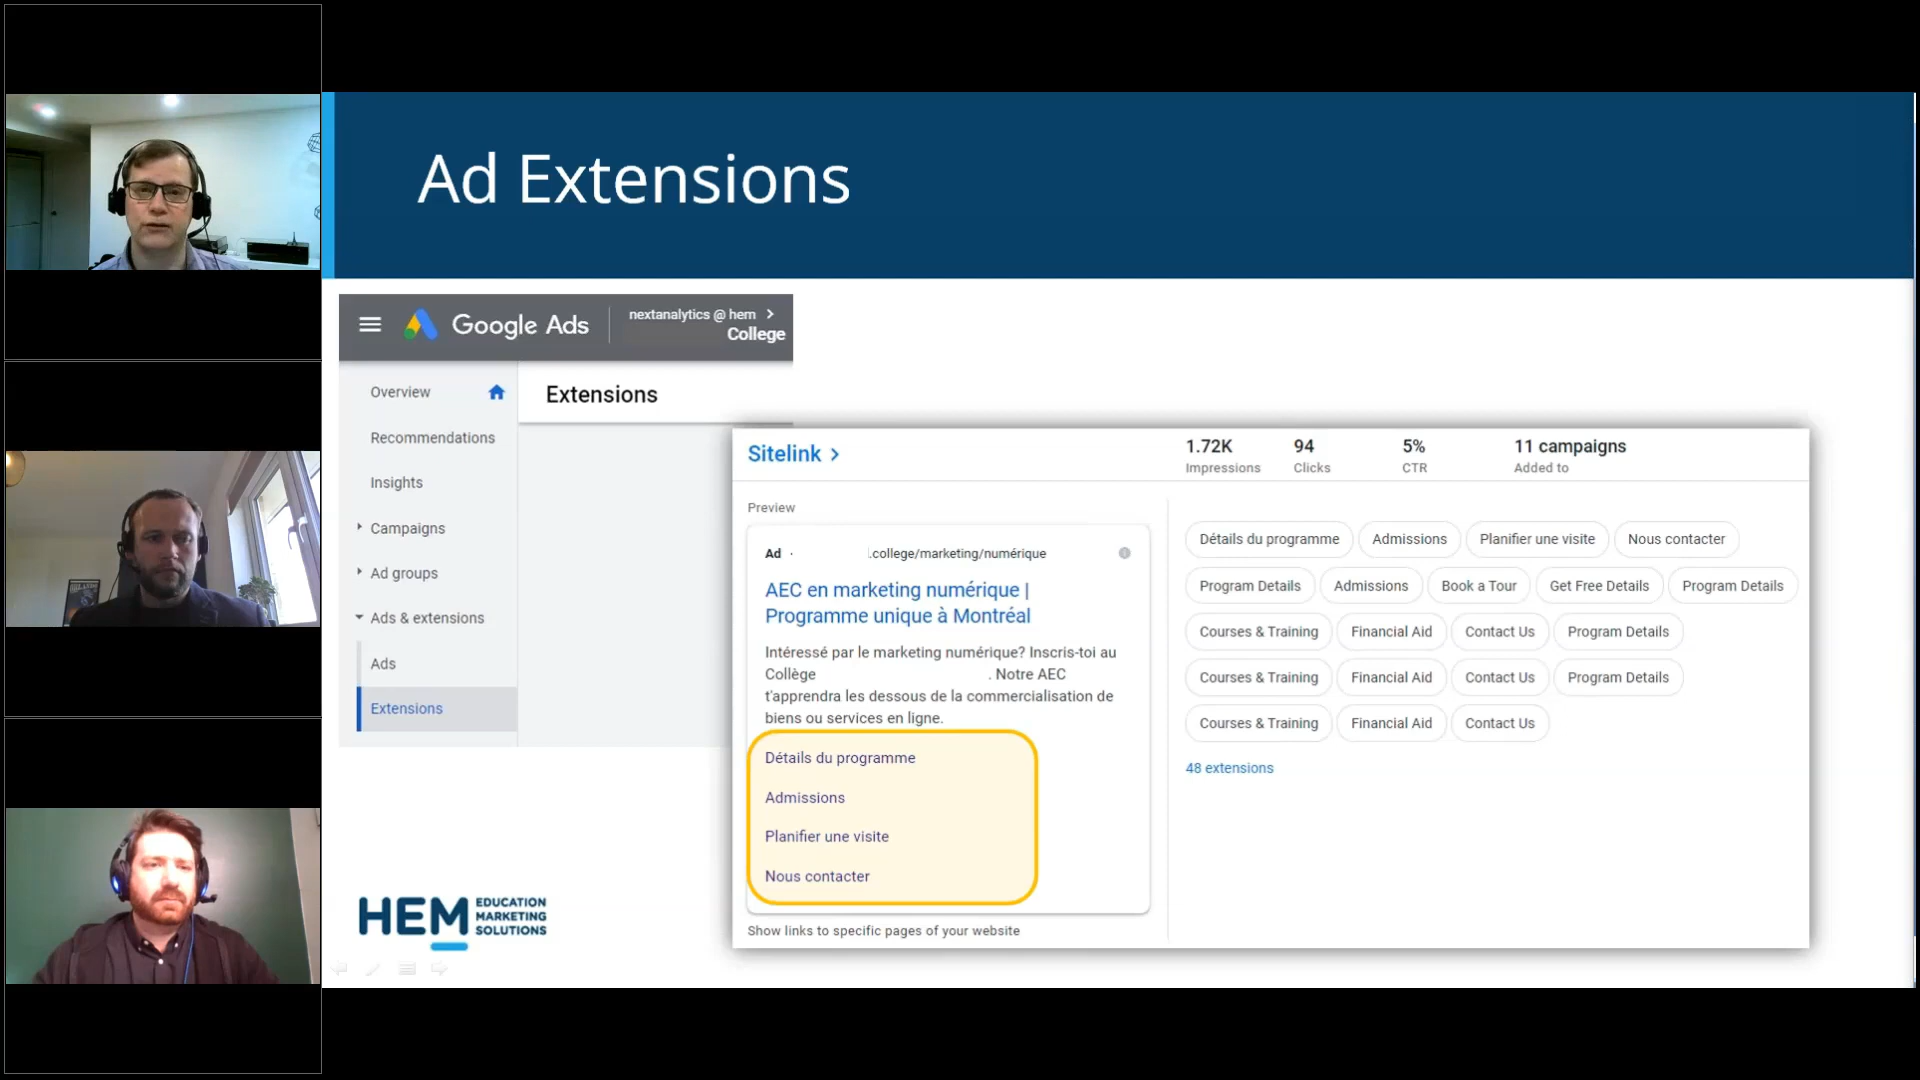 Ad Extensions
Google Ads
nextanalytics @ hem
College
Overview
Recommendations
Insights
Campaigns
Ad groups
Ads & extensions
Ads
Extensions
Extensions
Sitelink
1.72K
Impressions
94
Clicks
5%
CTR
11 campaigns
Added to
Preview
Ad · .college/marketing/numérique
AEC en marketing numérique |
Programme unique à Montréal
Intéressé par le marketing numérique? Inscris-toi au
Collège . Notre AEC
t'apprendra les dessous de la commercialisation de
biens ou services en ligne.
Détails du programme
Admissions
Planifier une visite
Nous contacter
Show links to specific pages of your website
Détails du programme Admissions Planifier une visite Nous contacter
Program Details Admissions Book a Tour Get Free Details Program Details
Courses & Training Financial Aid Contact Us Program Details
Courses & Training Financial Aid Contact Us Program Details
Courses & Training Financial Aid Contact Us
48 extensions
HEM
EDUCATION
MARKETING
SOLUTIONS